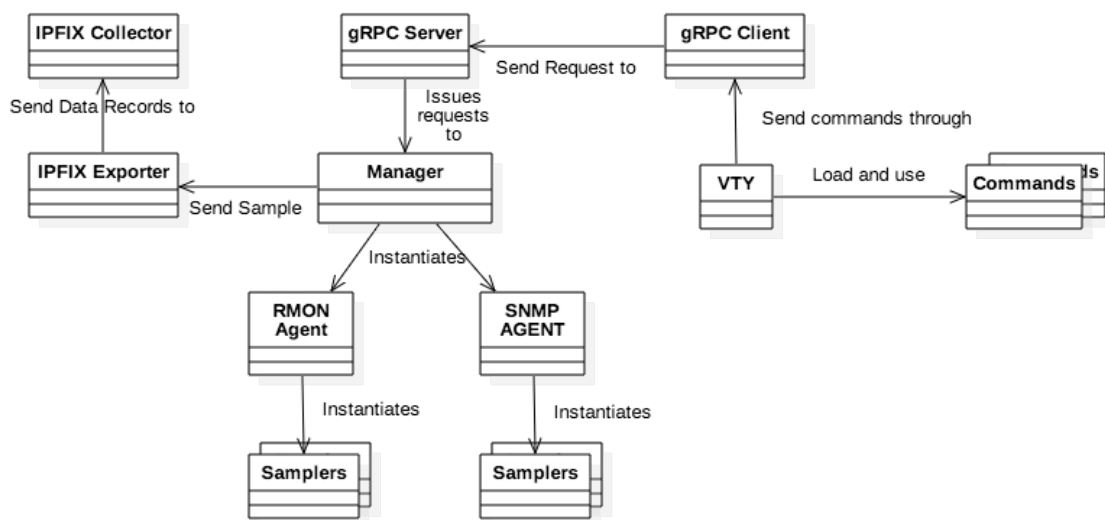 IPFIX Collector
gRPC Server
gRPC Client
Send Request to
Send Data Records to
Issues
requests
to
Send commands through
IPFIX Exporter
Manager
VTY
Load and use
ds
Commands
Send Sample
Instantiates
RMON
Agent
SNMP
AGENT
Instantiates
Instantiates
Samplers
Samplers